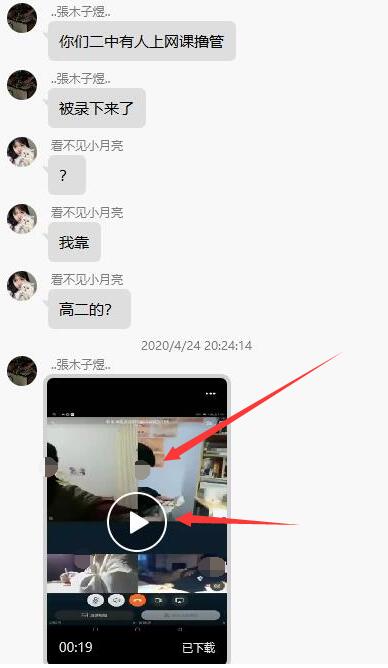 ..張木子煜..
你们二中有人上网课撸管
..張木子煜..
被录下来了
看不见小月亮
?
看不见小月亮
我靠
看不见小月亮
高二的?
2020/4/24 20:24:14
..張木子煜..
00:19
已下载